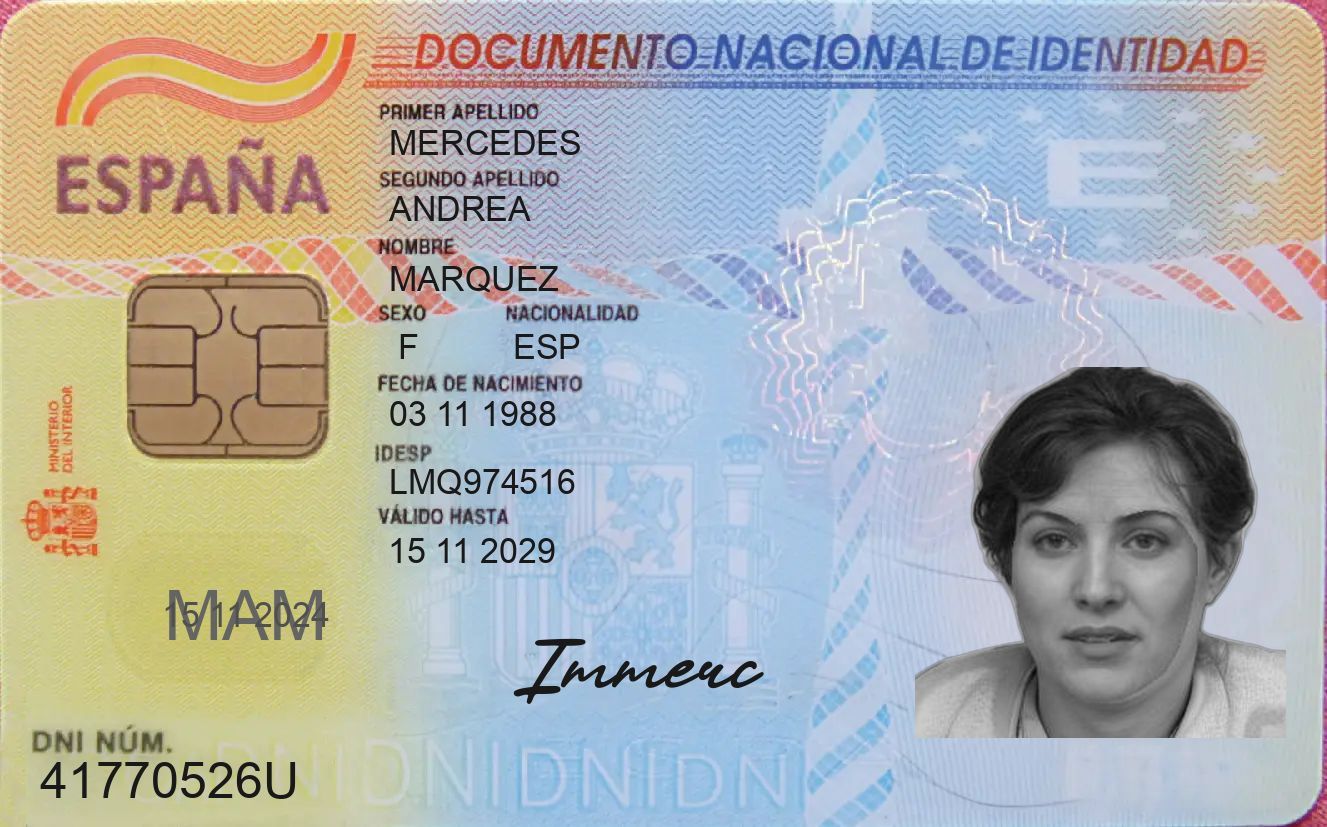 DOCUMENTO NACIONAL DE IDENTIDAD
ESPAÑA
PRIMER APELLIDO
MERCEDES
SEGUNDO APELLIDO
ANDREA
NOMBRE
MARQUEZ
SEXO NACIONALIDAD
F ESP
FECHA DE NACIMIENTO
03 11 1988
IDESP
LMQ974516
VÁLIDO HASTA
15 11 2029
MINISTERIO
DEL INTERIOR
E
MAM
15 11 2024
Immerc
DNI NÚM.
41770526U
DNIDNIDNIDNI